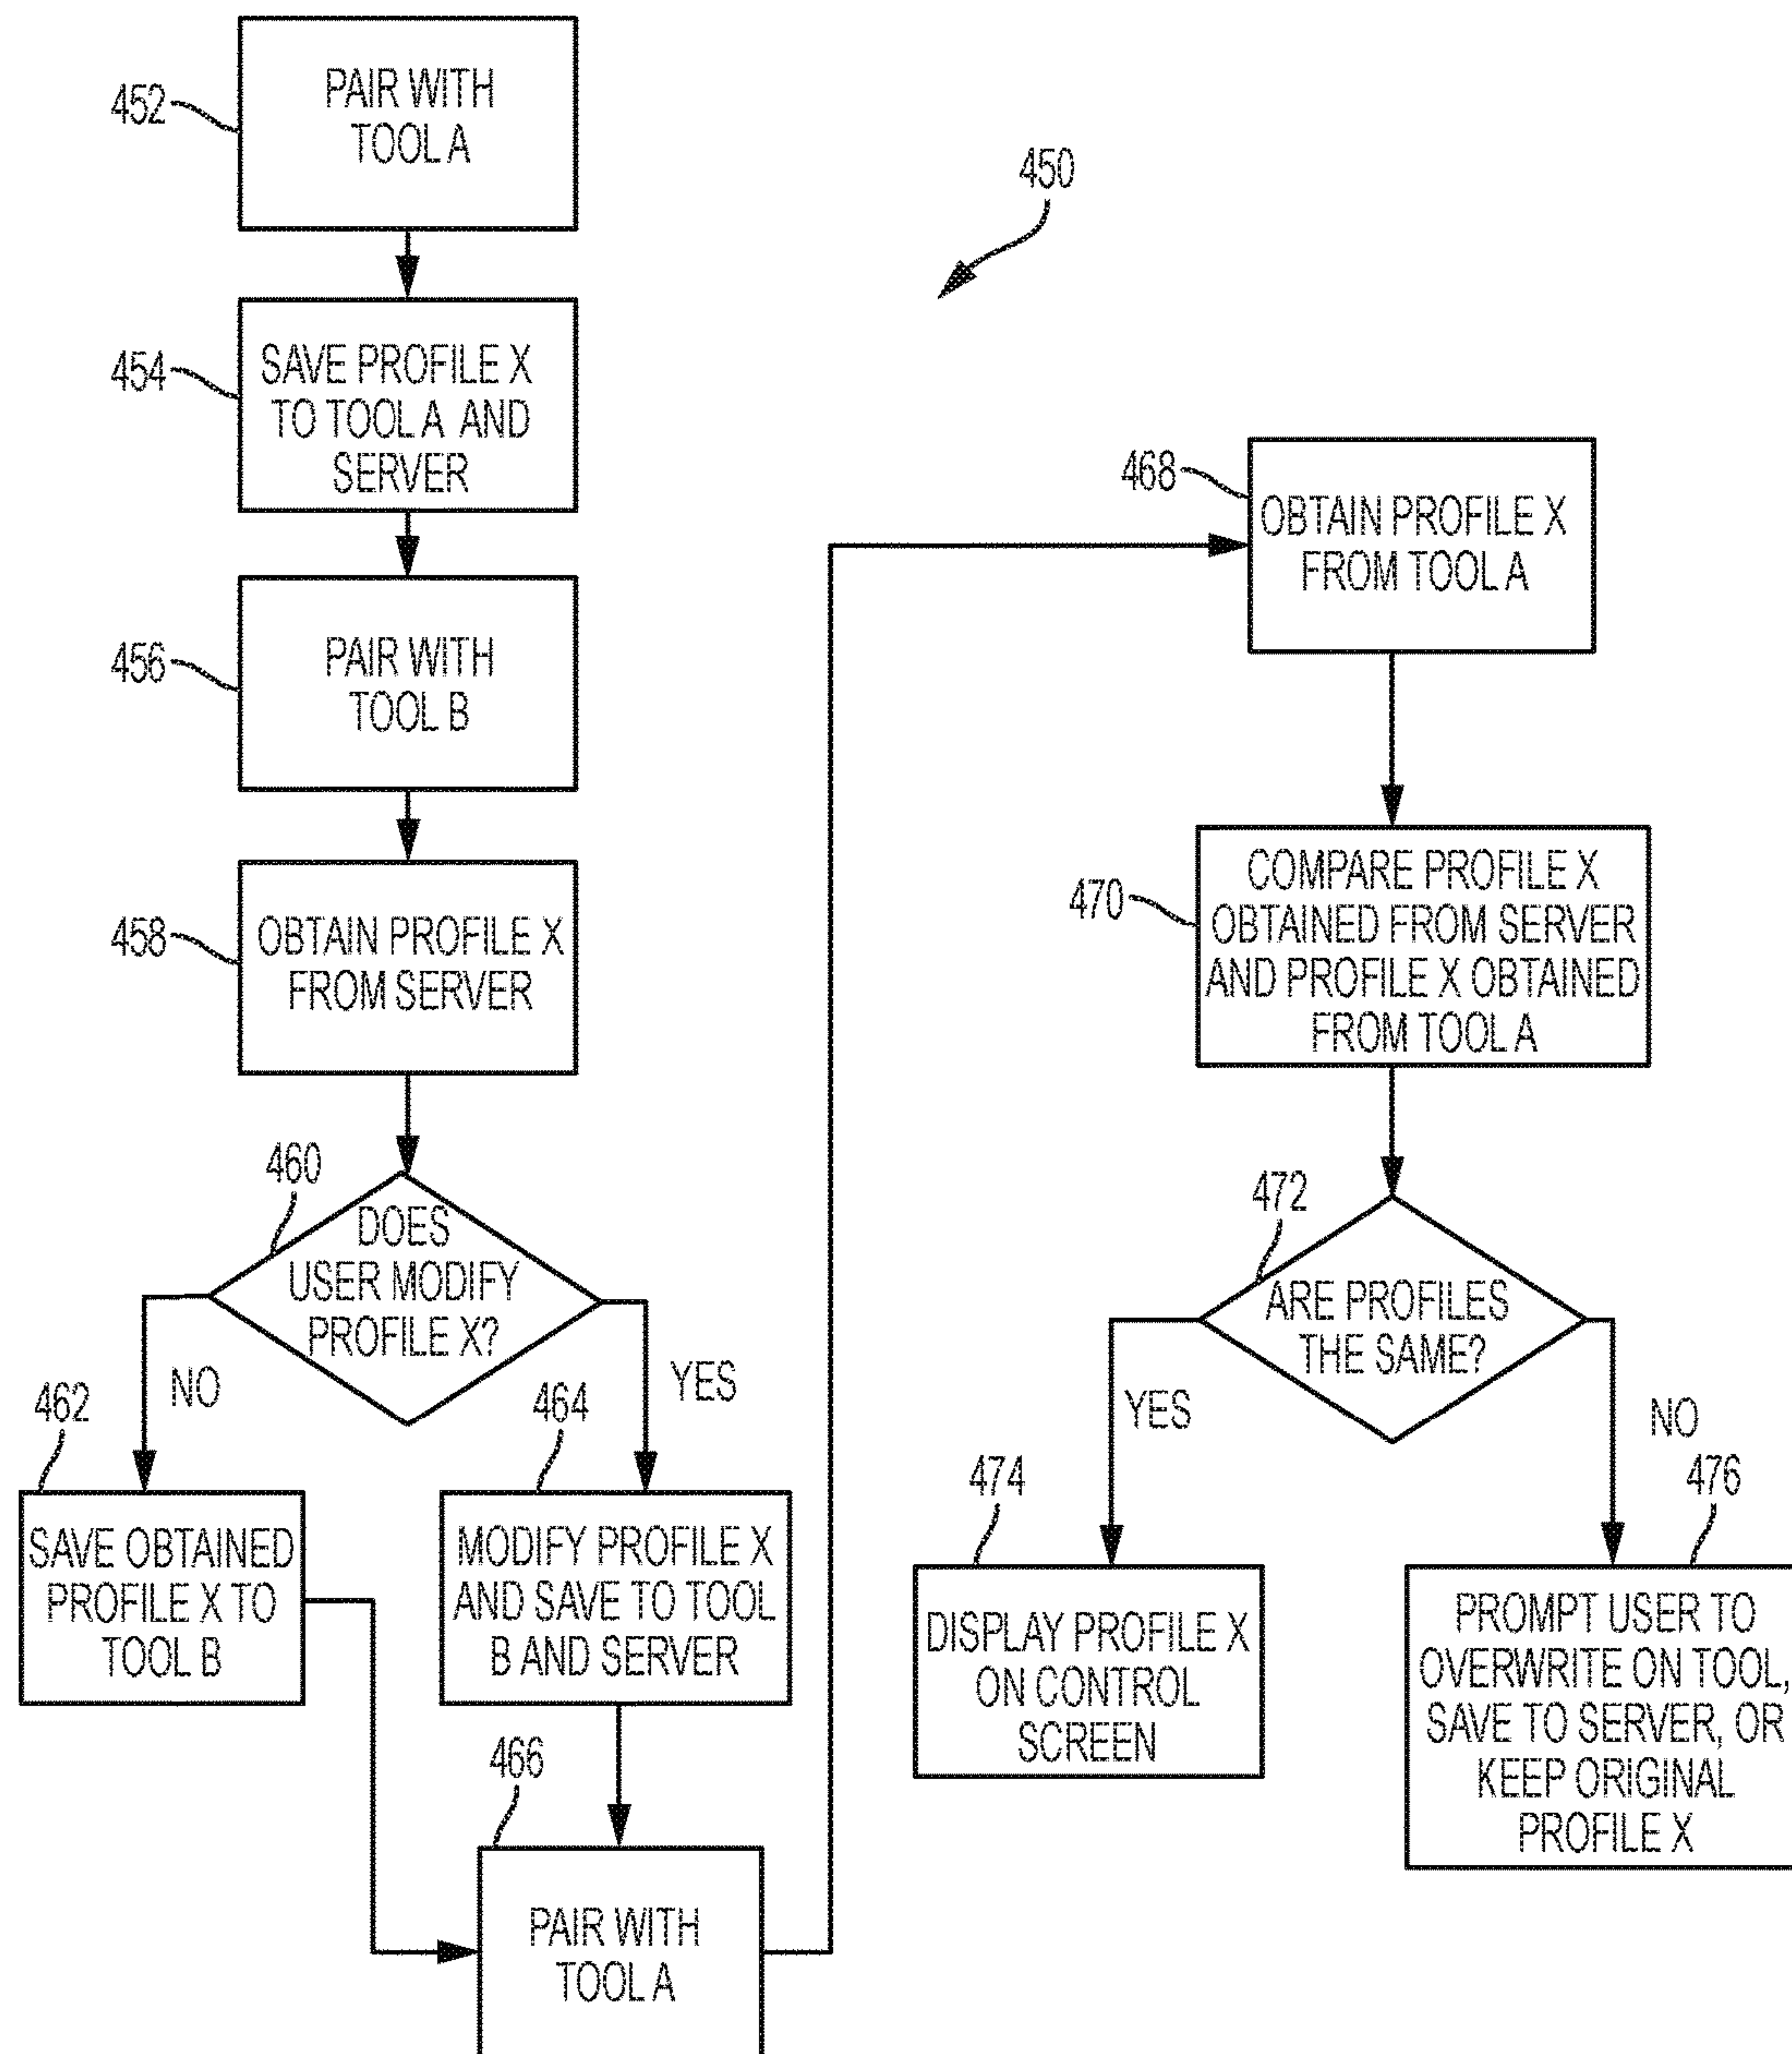 452
PAIR WITH
TOOL A
450
454
SAVE PROFILE X
TO TOOL A AND
SERVER
456
PAIR WITH
TOOL B
458
OBTAIN PROFILE X
FROM SERVER
460
DOES
USER MODIFY
PROFILE X?
NO
YES
462
SAVE OBTAINED
PROFILE X TO
TOOL B
464
MODIFY PROFILE X
AND SAVE TO TOOL
B AND SERVER
466
PAIR WITH
TOOL A
468
OBTAIN PROFILE X
FROM TOOL A
470
COMPARE PROFILE X
OBTAINED FROM SERVER
AND PROFILE X OBTAINED
FROM TOOL A
472
ARE PROFILES
THE SAME?
YES
NO
474
DISPLAY PROFILE X
ON CONTROL
SCREEN
476
PROMPT USER TO
OVERWRITE ON TOOL,
SAVE TO SERVER, OR
KEEP ORIGINAL
PROFILE X